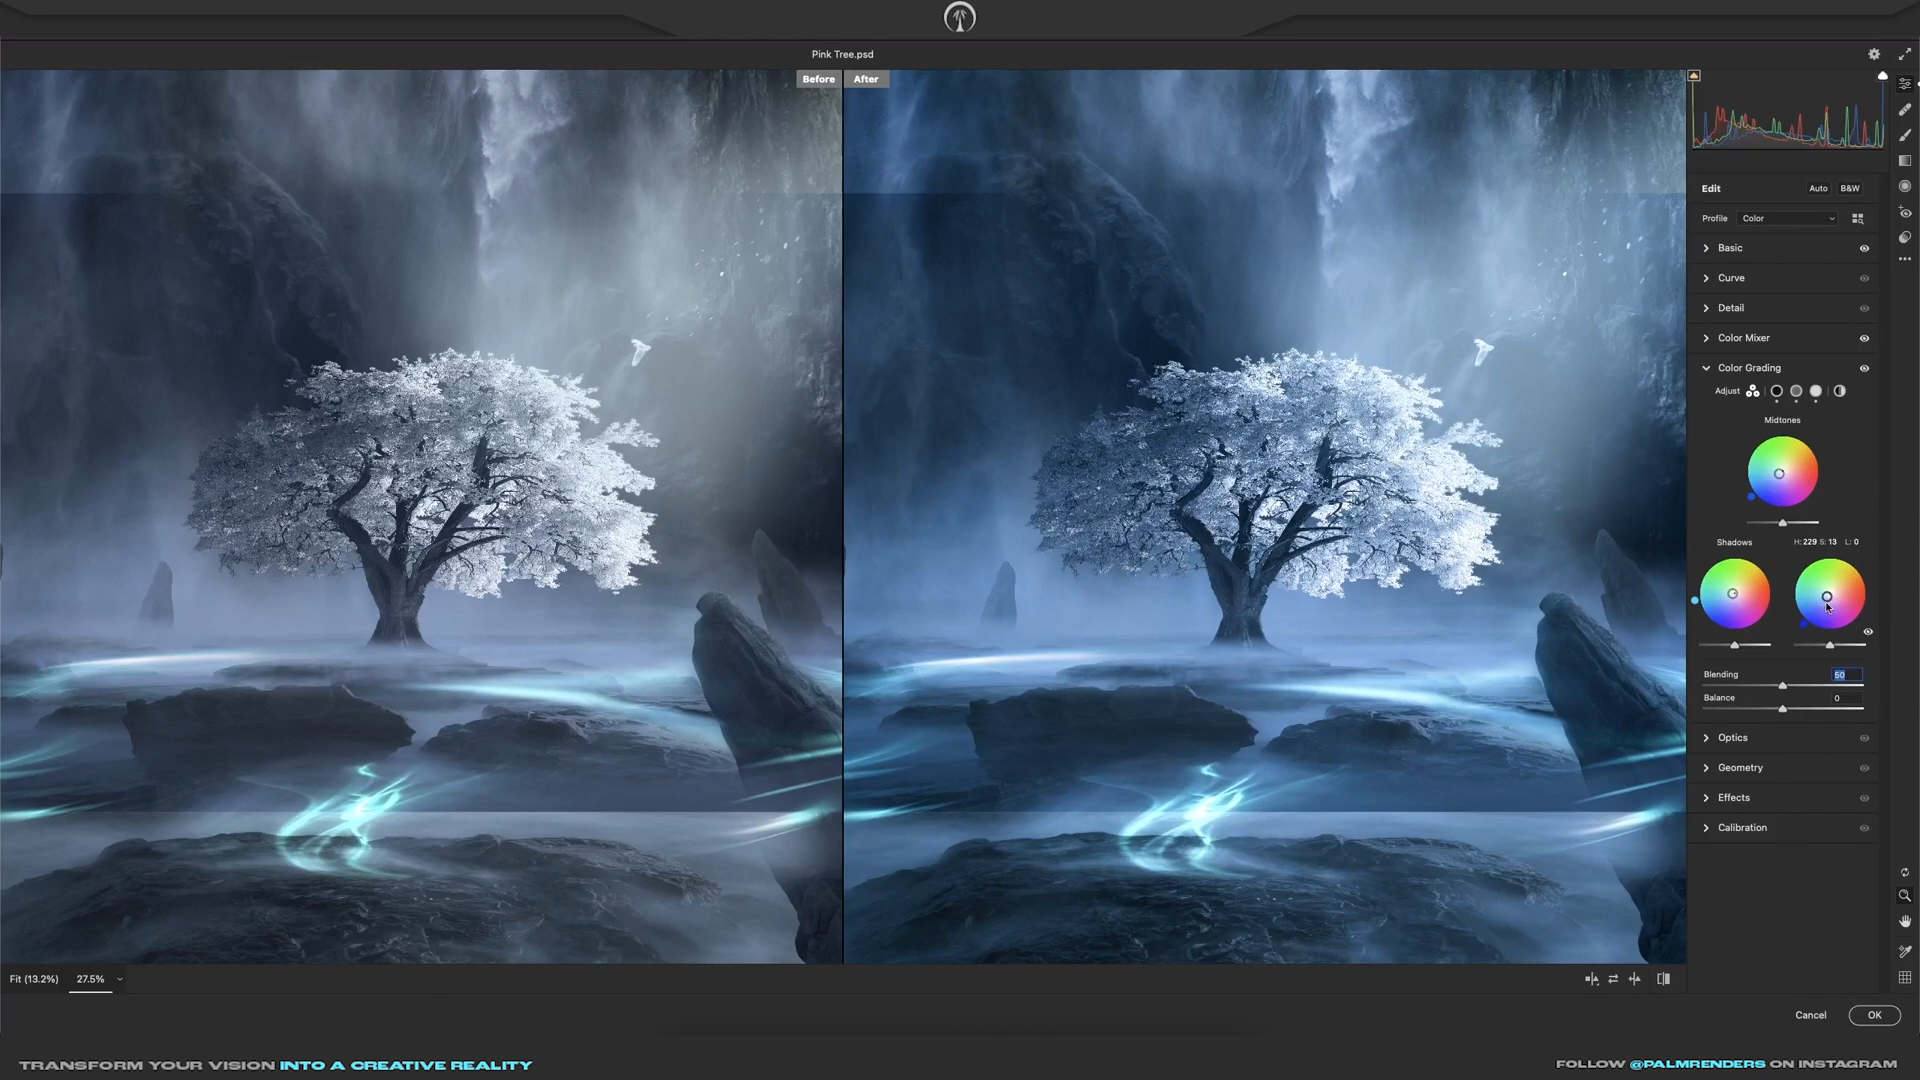 Pink Tree.psd
Before
After
Edit
Auto
B&W
Profile
Color
Basic
Curve
Detail
Color Mixer
Color Grading
Adjust
Midtones
Shadows
H: 229 S: 13 L: 0
Blending
50
Balance
0
Optics
Geometry
Effects
Calibration
Fit (13.2%)
27.5%
Cancel
OK
TRANSFORM YOUR VISION INTO A CREATIVE REALITY
FOLLOW @PALMRENDERS ON INSTAGRAM